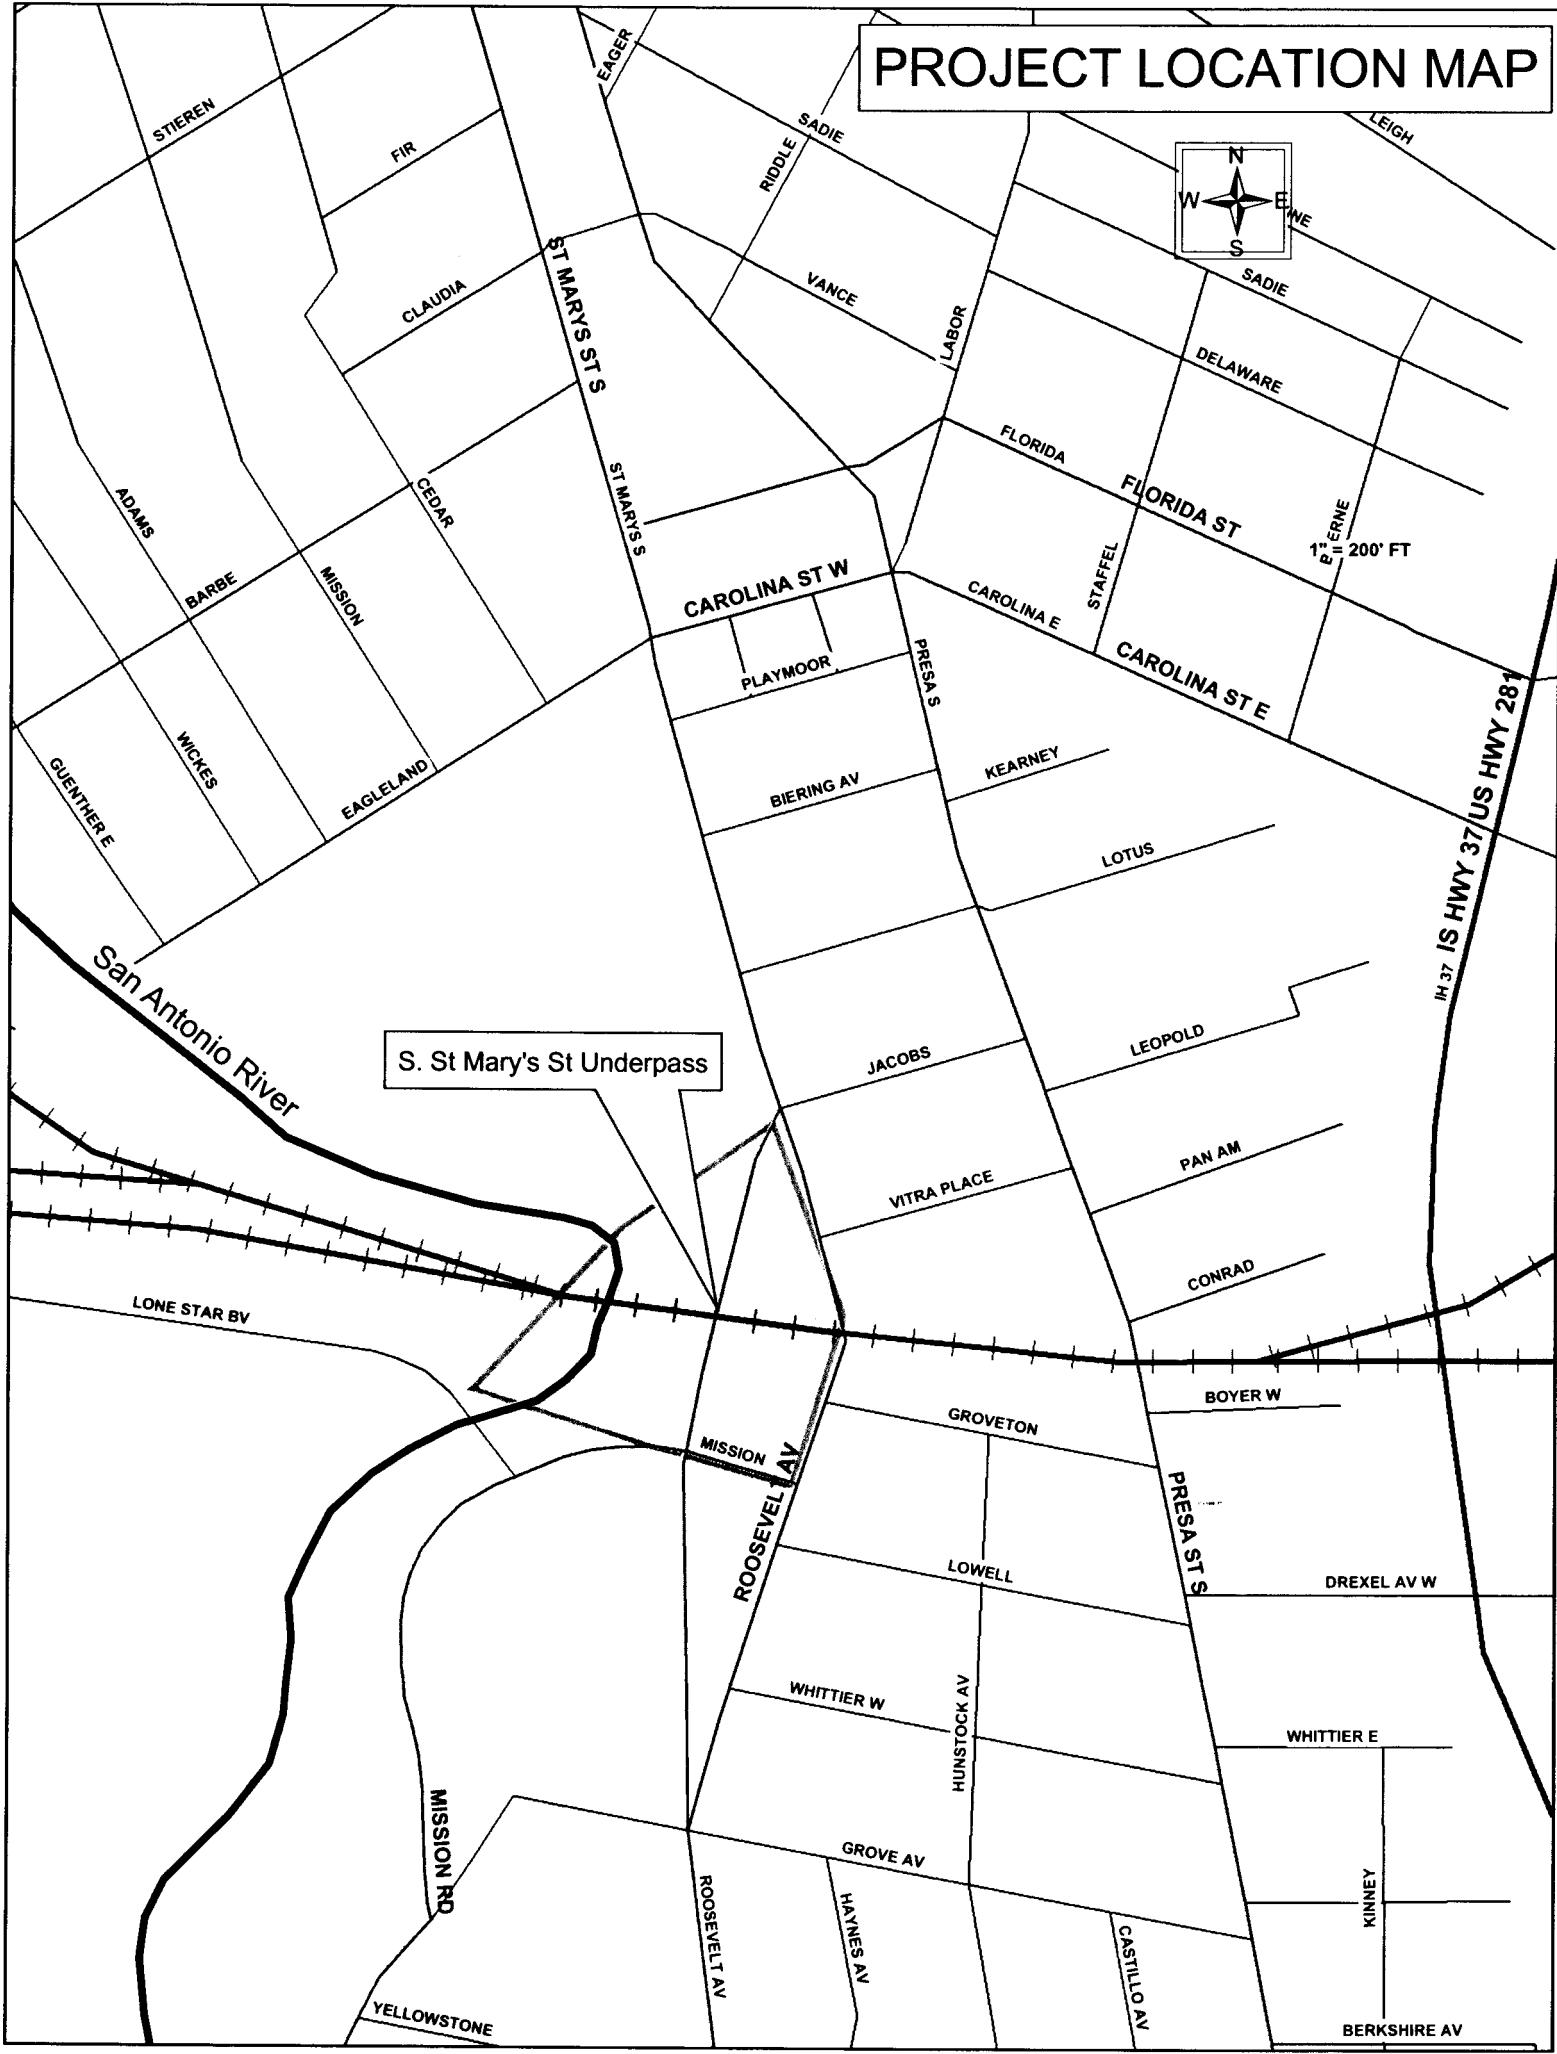 PROJECT LOCATION MAP
EAGER
STIEREN
FIR
SADIE
RIDDLE
LEIGH
N
W
E
S
NE
SADIE
CLAUDIA
ST MARYS ST S
VANCE
LABOR
DELAWARE
FLORIDA
FLORIDA ST
ADAMS
CEDAR
ST MARYS S
ERNE
1" = 200' FT
BARBE
MISSION
CAROLINA ST W
CAROLINA E
STAFFEL
PLAYMOOR
PRESA S
CAROLINA ST E
GUENTHER E
WICKES
EAGLELAND
BIERING AV
KEARNEY
IS HWY 37/US HWY 281
LOTUS
IH 37
San Antonio River
S. St Mary's St Underpass
JACOBS
LEOPOLD
PAN AM
VITRA PLACE
CONRAD
LONE STAR BV
BOYER W
GROVETON
MISSION
ROOSEVELT AV
PRESA ST S
LOWELL
DREXEL AV W
WHITTIER W
HUNSTOCK AV
WHITTIER E
MISSION RD
GROVE AV
ROOSEVELT AV
HAYNES AV
CASTILLO AV
KINNEY
YELLOWSTONE
BERKSHIRE AV